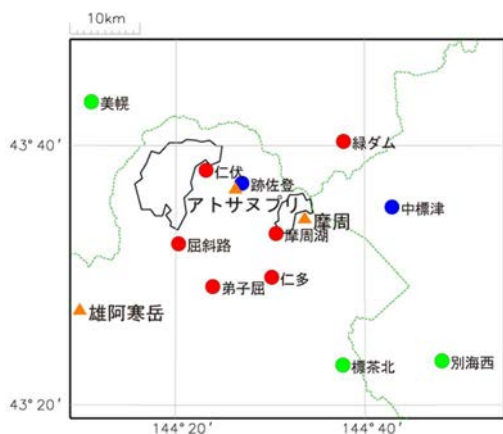 10km
美幌
43°40′
緑ダム
仁伏
跡佐登
アトサヌプリ
中標津
摩周
摩周湖
屈斜路
仁多
弟子屈
雄阿寒岳
別海西
標茶北
43°20′
144°20′
144°40′